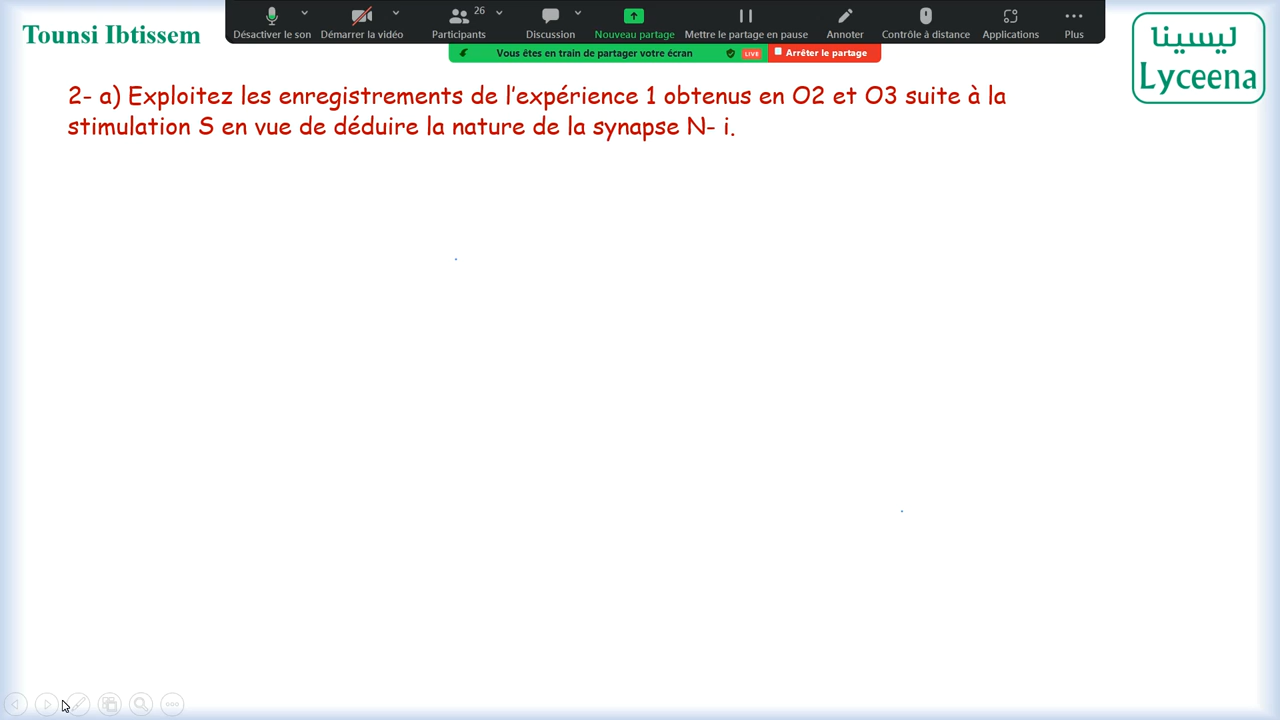 Tounsi Ibtissem
Désactiver le son
Démarrer la vidéo
26
Participants
Discussion
Nouveau partage
Mettre le partage en pause
Annoter
Contrôle à distance
Applications
Plus
Vous êtes en train de partager votre écran
LIVE
Arrêter le partage
ليسينا
Lyceena
2- a) Exploitez les enregistrements de l'expérience 1 obtenus en O2 et O3 suite à la
stimulation S en vue de déduire la nature de la synapse N- i.